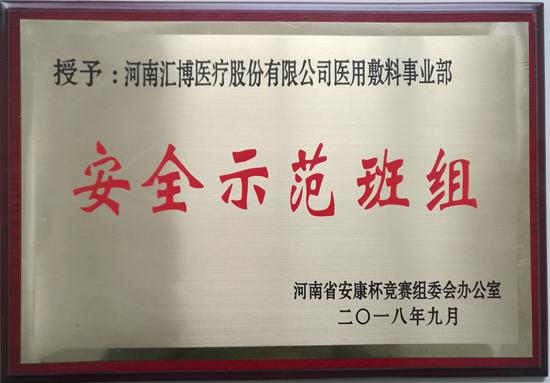 授予：河南汇博医疗股份有限公司医用敷料事业部
安全示范班组
河南省安康杯竞赛组委会办公室
二〇一八年九月